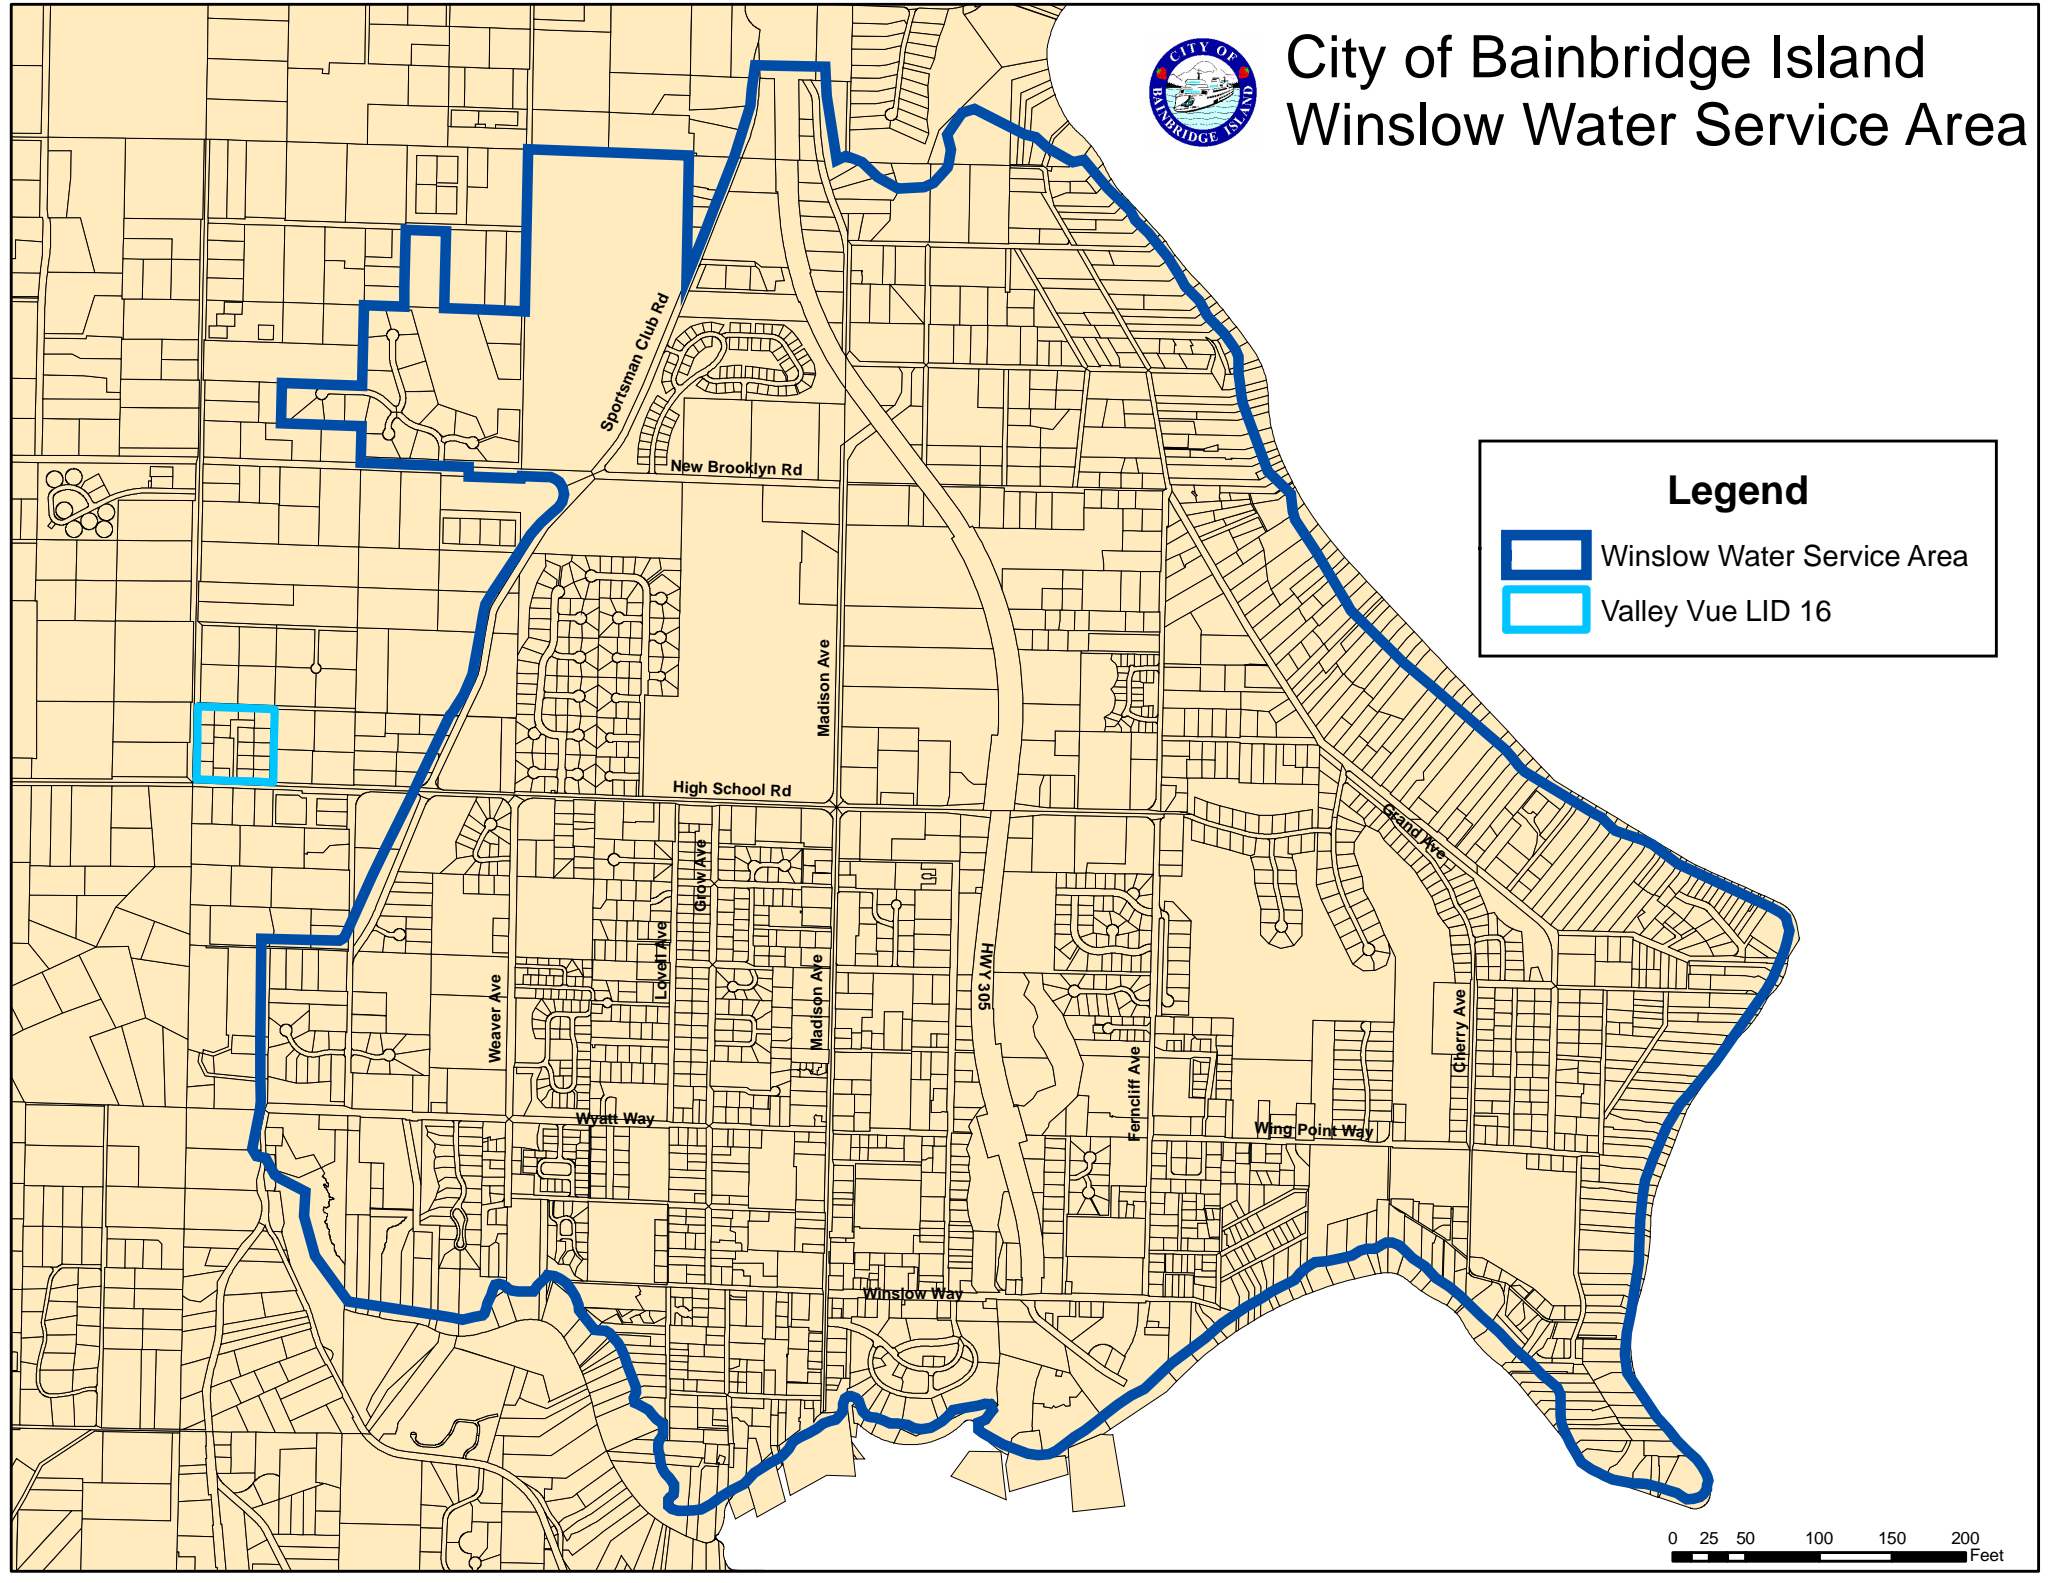 CITY OF
BAINBRIDGE ISLAND
City of Bainbridge Island
Winslow Water Service Area
Sportsman Club Rd
New Brooklyn Rd
Legend
Winslow Water Service Area
Valley Vue LID 16
Madison Ave
High School Rd
Grand Ave
Grow Ave
Lovell Ave
Weaver Ave
Madison Ave
HWY 305
Cherry Ave
Ferncliff Ave
Wyatt Way
Wing Point Way
Winslow Way
0 25 50 100 150 200
Feet